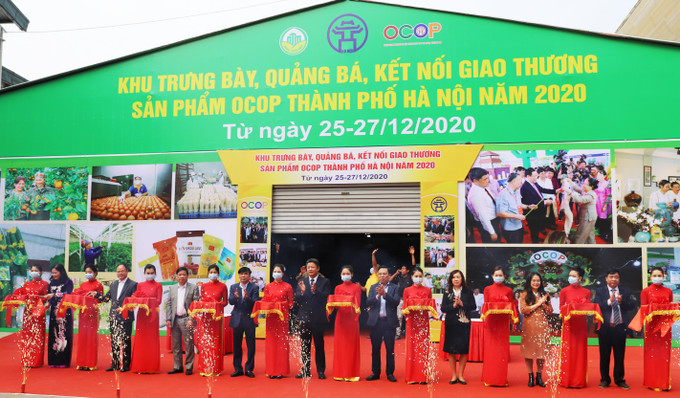 OCOP
KHU TRƯNG BÀY, QUẢNG BÁ, KẾT NỐI GIAO THƯƠNG
SẢN PHẨM OCOP THÀNH PHỐ HÀ NỘI NĂM 2020
Từ ngày 25-27/12/2020
KHU TRƯNG BÀY, QUẢNG BÁ, KẾT NỐI GIAO THƯƠNG
SẢN PHẨM OCOP THÀNH PHỐ HÀ NỘI NĂM 2020
Từ ngày 25-27/12/2020
OCOP
OCOP